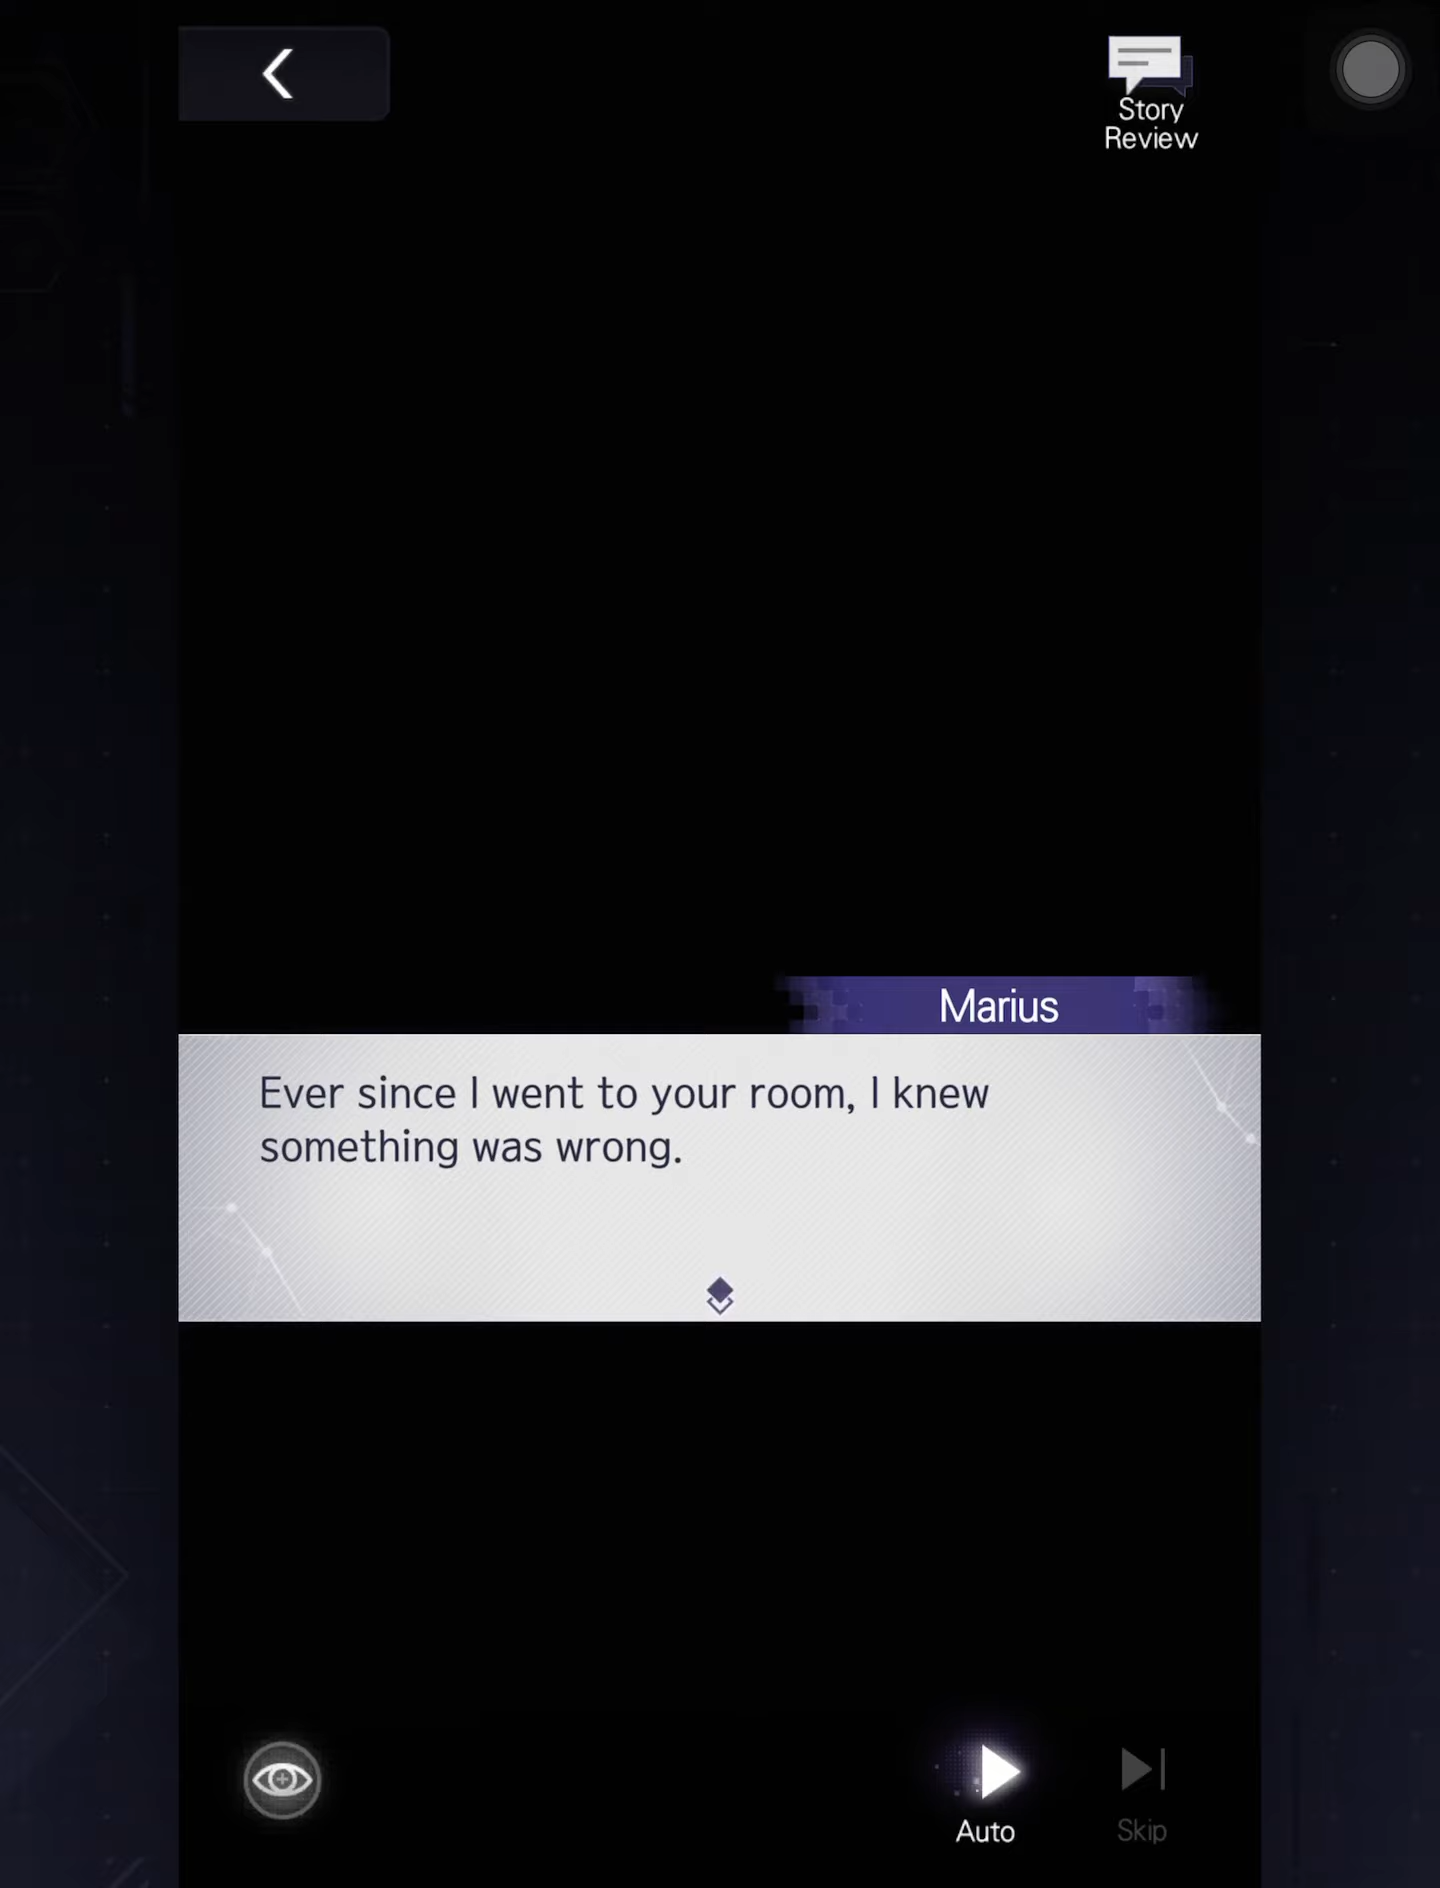 Story
Review
Marius
Ever since I went to your room, I knew
something was wrong.
Auto
Skip